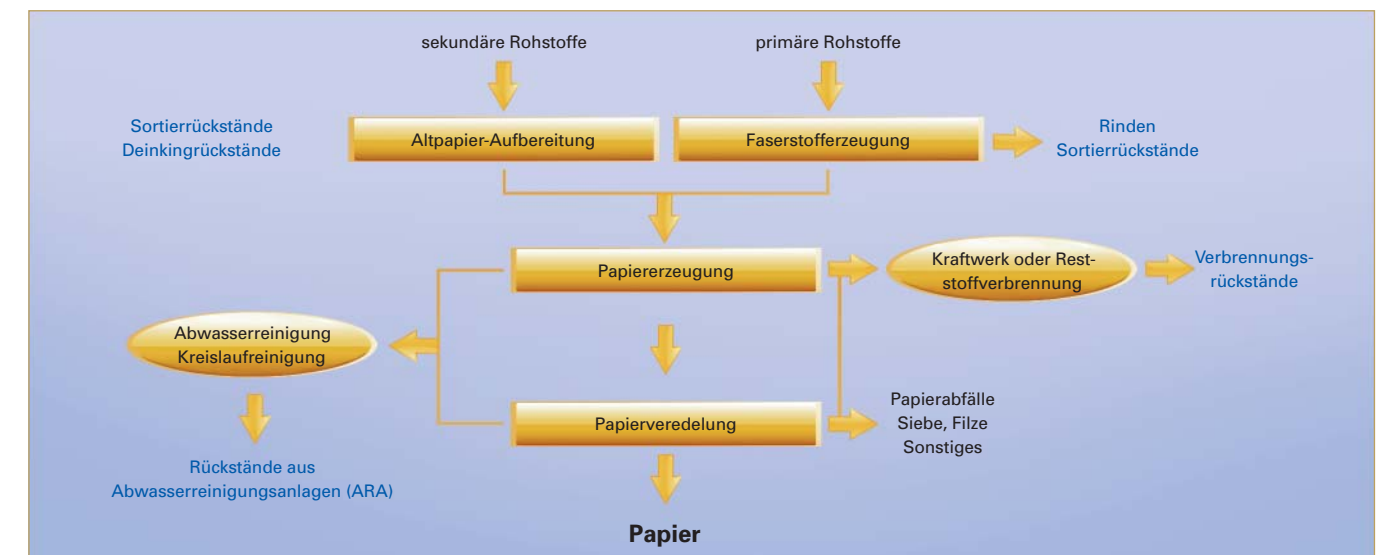 sekundäre Rohstoffe
primäre Rohstoffe
Sortierrückstände
Deinkingrückstände
Altpapier-Aufbereitung
Faserstofferzeugung
Rinden
Sortierrückstände
Papiererzeugung
Kraftwerk oder Rest-
stoffverbrennung
Verbrennungs-
rückstände
Abwasserreinigung
Kreislaufreinigung
Papierveredelung
Papierabfälle
Siebe, Filze
Sonstiges
Rückstände aus
Abwasserreinigungsanlagen (ARA)
Papier